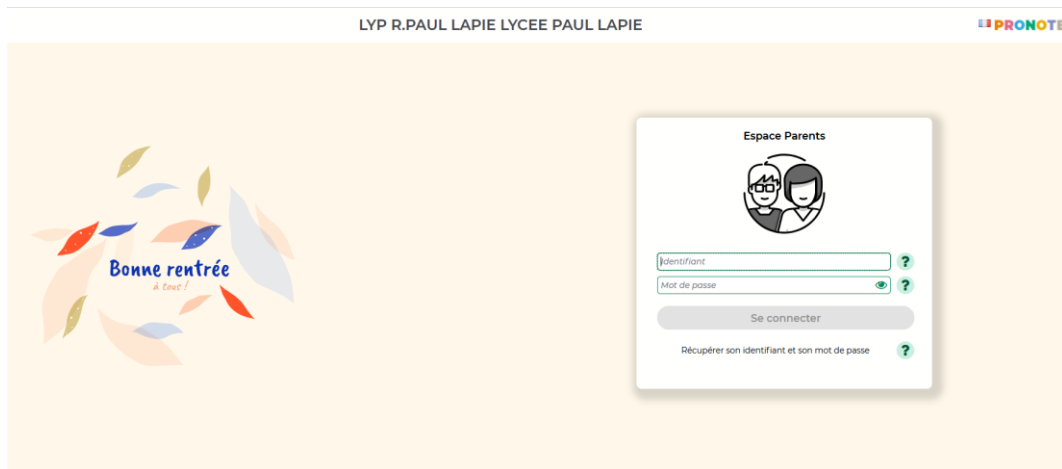 LYP R.PAUL LAPIE LYCEE PAUL LAPIE
PRONOTE
Espace Parents
Bonne rentrée
à tous !
Identifiant
?
Mot de passe
?
Se connecter
Récupérer son identifiant et son mot de passe
?